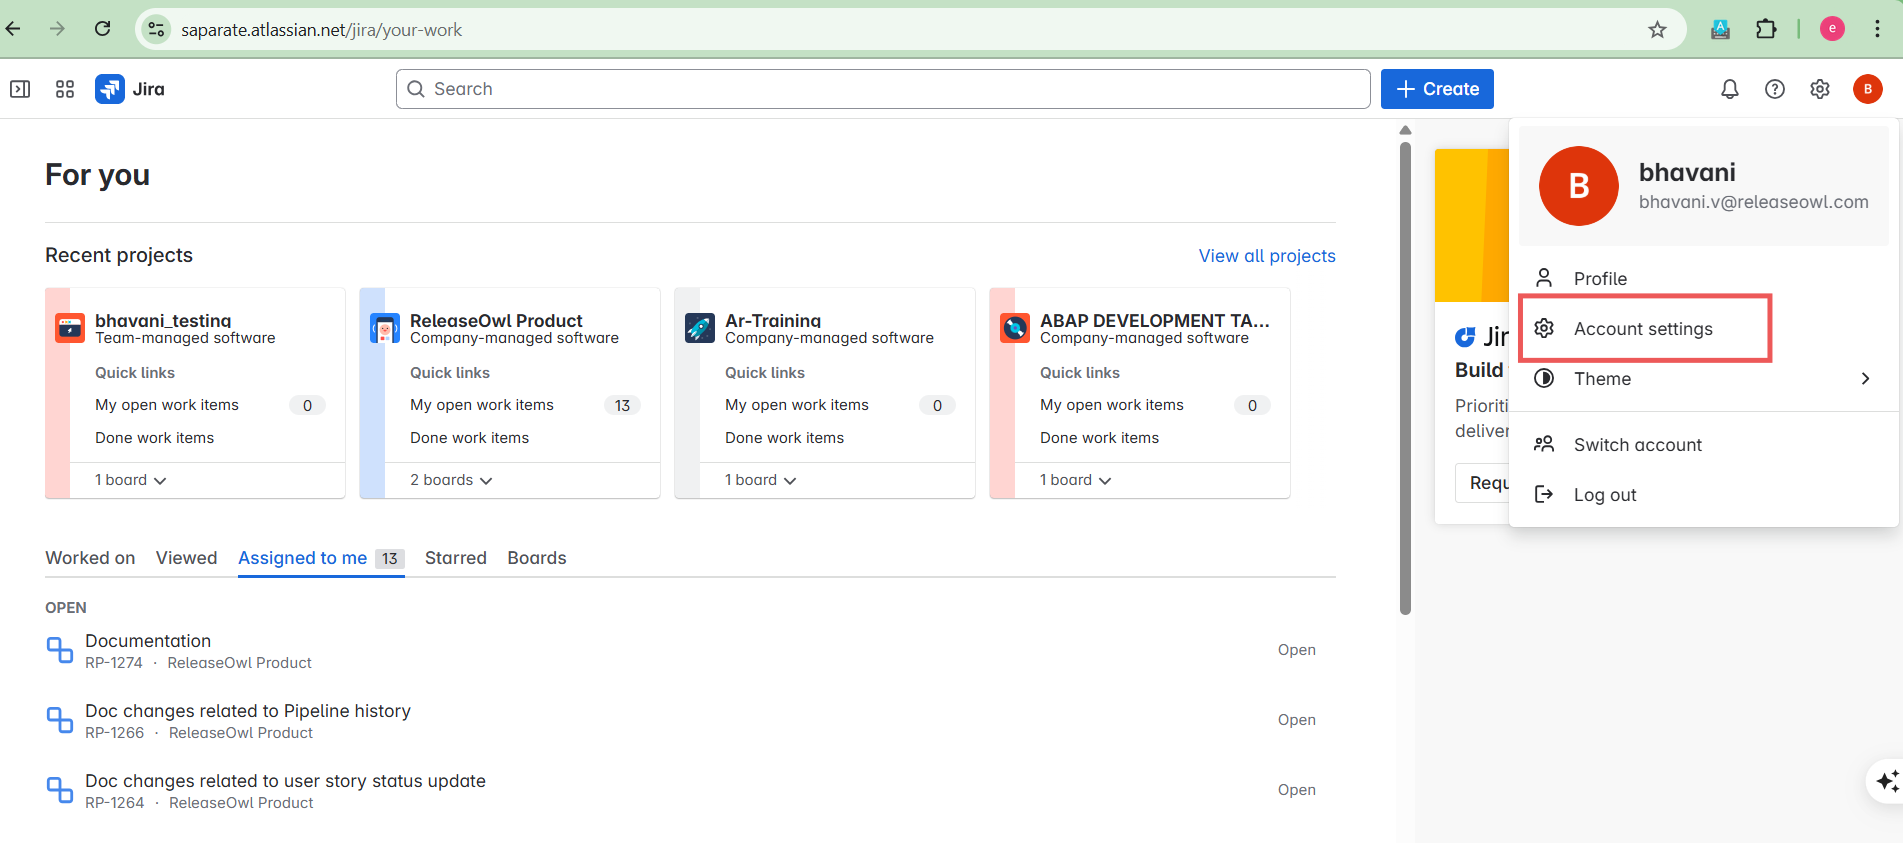 saparate.atlassian.net/jira/your-work
e
Jira
Search
+ Create
B
For you
Recent projects
View all projects
bhavani_testing
Team-managed software
Quick links
My open work items 0
Done work items
1 board
ReleaseOwl Product
Company-managed software
Quick links
My open work items 13
Done work items
2 boards
Ar-Training
Company-managed software
Quick links
My open work items 0
Done work items
1 board
ABAP DEVELOPMENT TA...
Company-managed software
Quick links
My open work items 0
Done work items
1 board
Worked on Viewed Assigned to me 13 Starred Boards
OPEN
Documentation
RP-1274 · ReleaseOwl Product
Open
Doc changes related to Pipeline history
RP-1266 · ReleaseOwl Product
Open
Doc changes related to user story status update
RP-1264 · ReleaseOwl Product
Open
Build
B
bhavani
bhavani.v@releaseowl.com
Profile
Account settings
Theme
Switch account
Log out